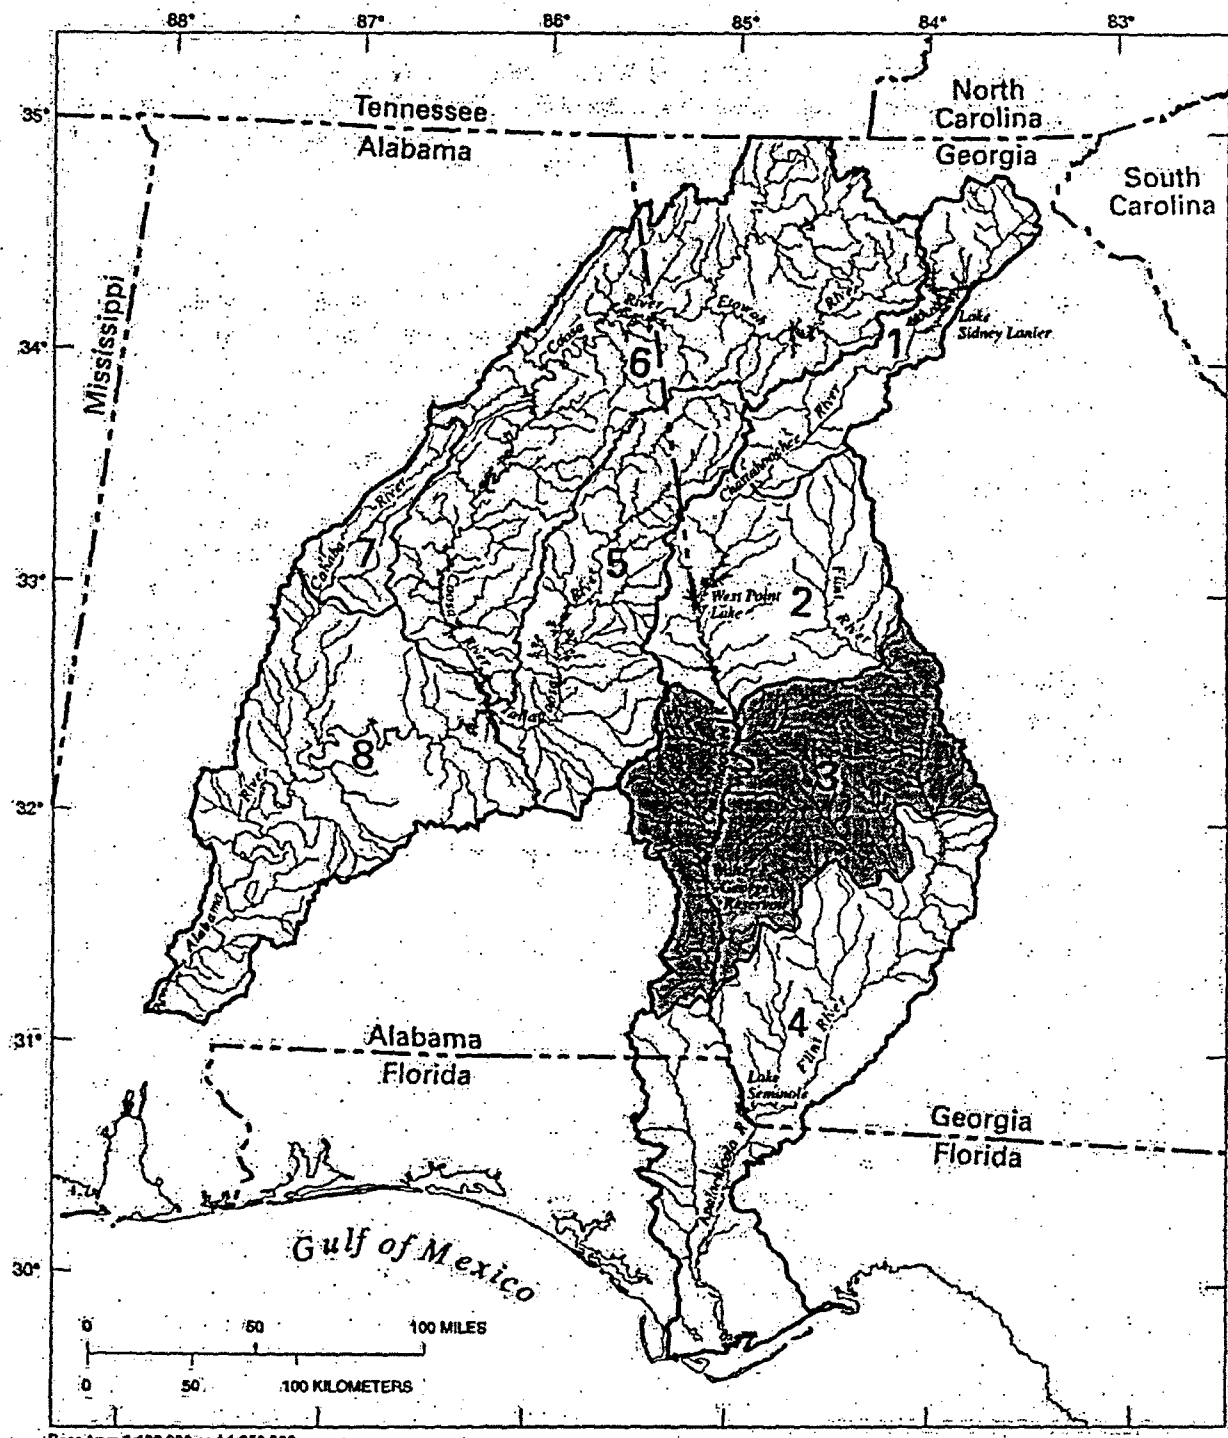 88° 87° 86° 85° 84° 83°
35°
Tennessee
Alabama
North
Carolina
Georgia
South
Carolina
Mississippi
34°
Coosa
River
Etowah
River
Lake
Sidney Lanier
1
6
Chattahoochee
River
Cahaba
River
7
33°
Coosa
River
5
River
West Point
Lake
2
Flint
River
8
River
3
32°
George
Reservoir
Alabama
4
Flint River
31°
Alabama
Florida
Lake
Seminole
Georgia
Florida
Apalachicola R
Gulf of Mexico
30°
0 50 100 MILES
0 50 100 KILOMETERS